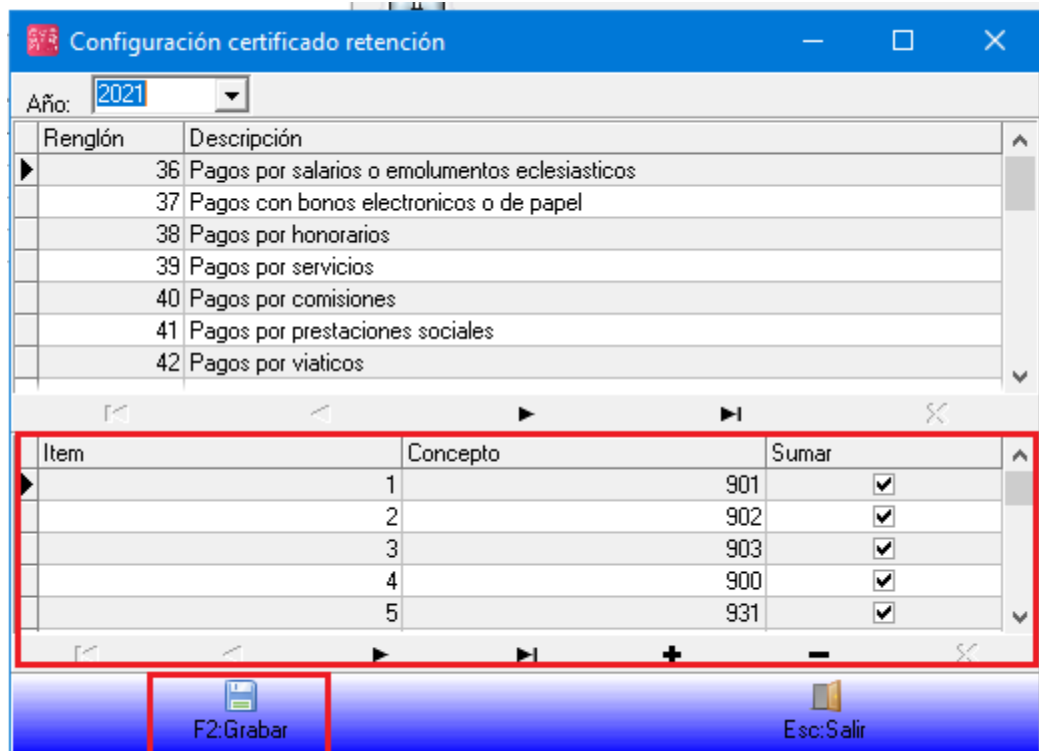 Configuración certificado retención
Año: 2021
Renglón Descripción
36 Pagos por salarios o emolumentos eclesiasticos
37 Pagos con bonos electronicos o de papel
38 Pagos por honorarios
39 Pagos por servicios
40 Pagos por comisiones
41 Pagos por prestaciones sociales
42 Pagos por viaticos
Item Concepto Sumar
1 901
2 902
3 903
4 900
5 931
F2:Grabar Esc:Salir